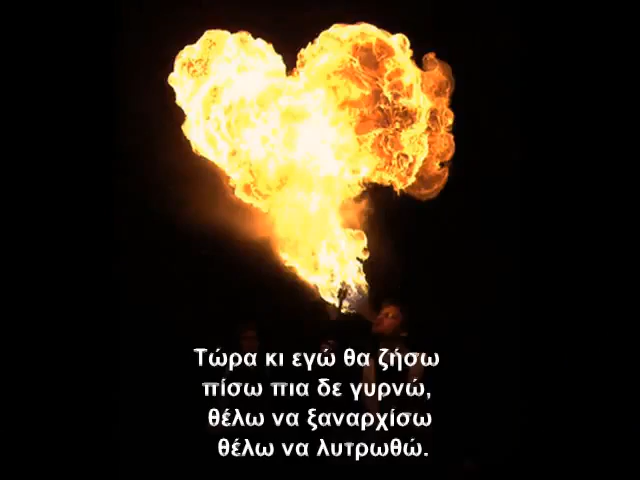 Τώρα κι εγώ θα ζήσω
πίσω πια δε γυρνώ,
θέλω να ξαναρχίσω
θέλω να λυτρωθώ.